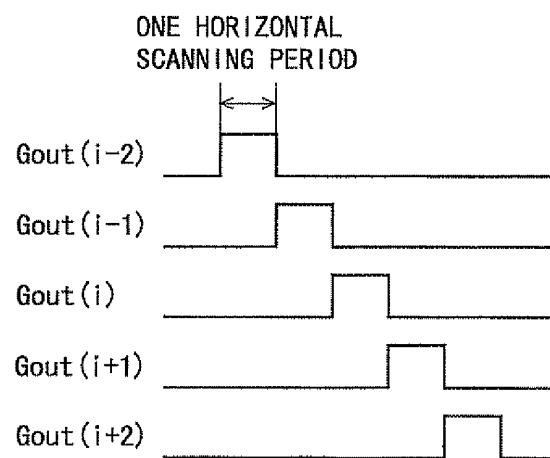 ONE HORIZONTAL
SCANNING PERIOD
Gout(i-2)
Gout(i-1)
Gout(i)
Gout(i+1)
Gout(i+2)